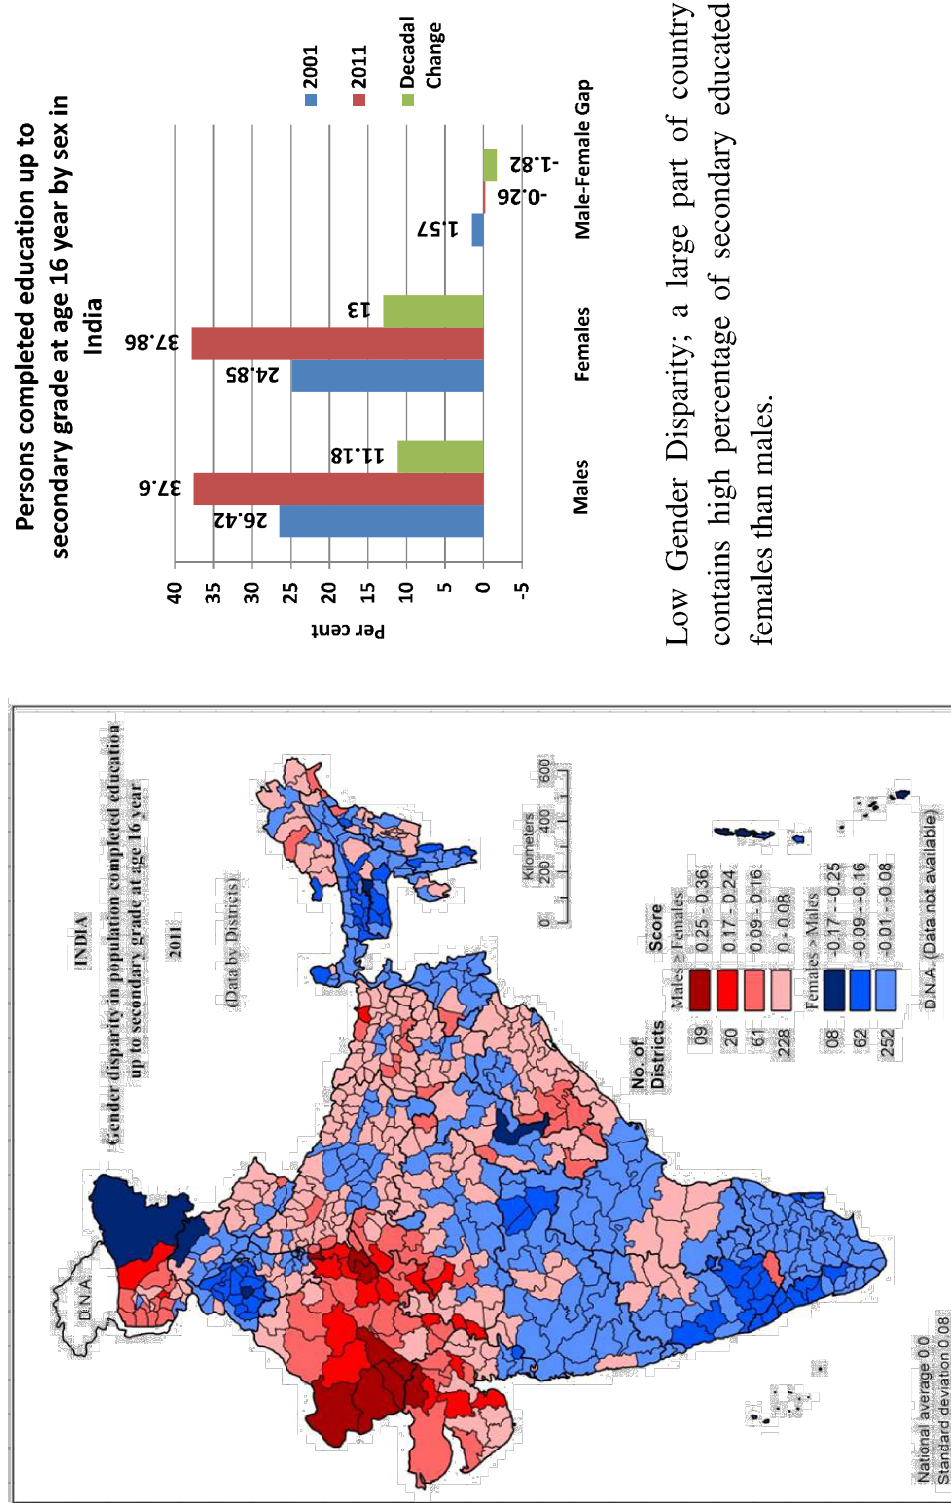 INDIA
Gender disparity in population completed education
up to secondary grade at age 16 year
2011
(Data by Districts)
D.N.A.
Kilometers
0 200 400 600
No. of
Districts
Score
Males > Females
09 0.25 - 0.36
20 0.17 - 0.24
61 0.09 - 0.16
228 0 - 0.08
Females > Males
08 -0.17 - -0.25
62 -0.09 - -0.16
252 -0.01 - -0.08
D.N.A. (Data not available)
National average 0.0
Standard deviation 0.08
Persons completed education up to
secondary grade at age 16 year by sex in
India
Per cent
40
35
30
25
20
15
10
5
0
-5
26.42
37.6
11.18
24.85
37.86
13
1.57
-0.26
-1.82
Males
Females
Male-Female Gap
2001
2011
Decadal
Change
Low Gender Disparity; a large part of country
contains high percentage of secondary educated
females than males.